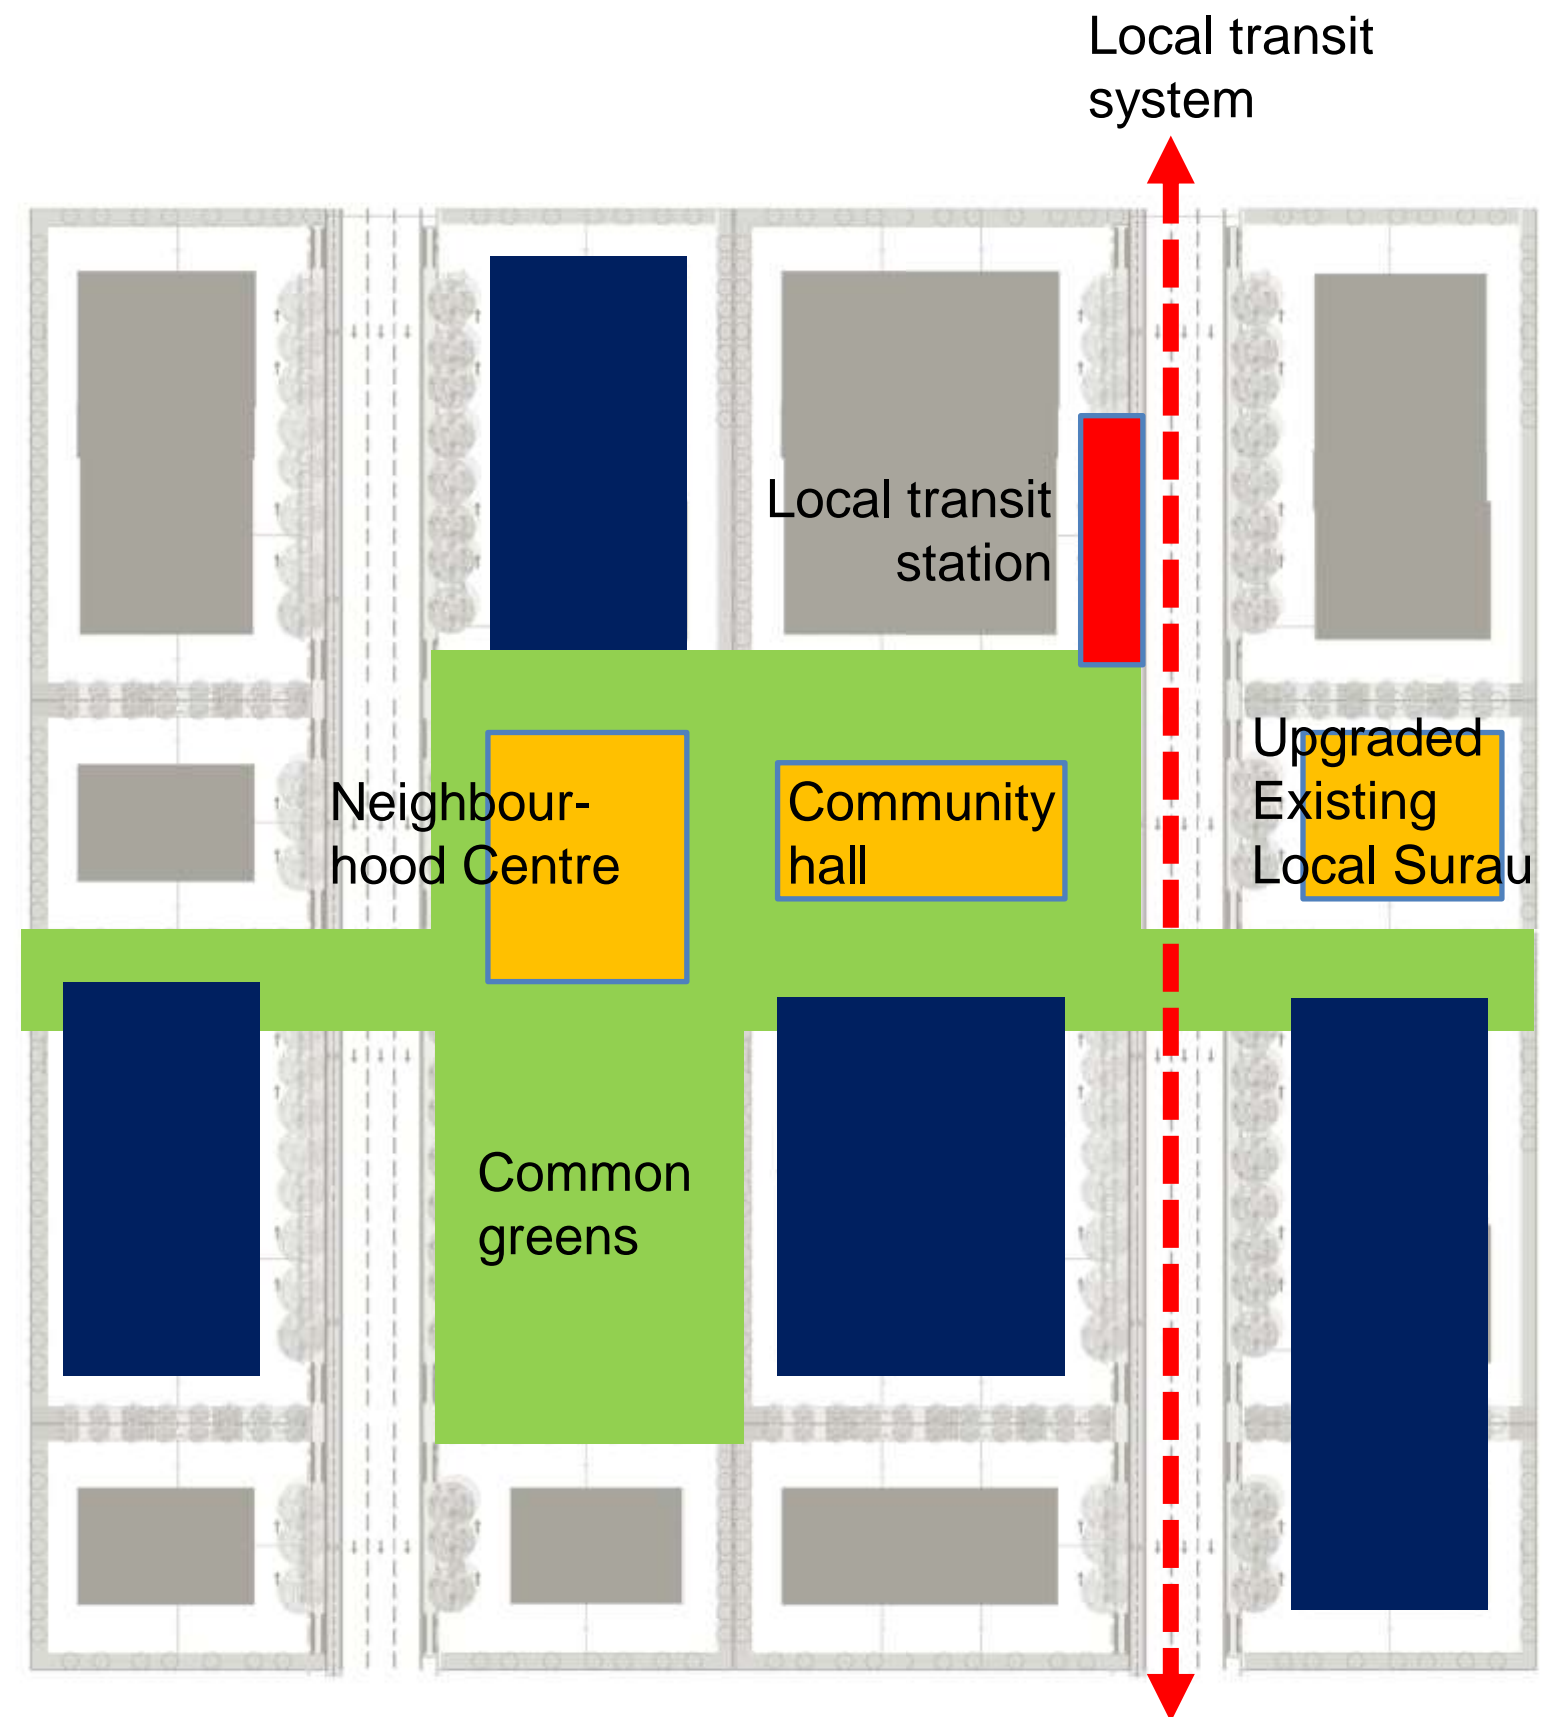 Local transit
system
Local transit
station
Neighbour-
hood Centre
Community
hall
Upgraded
Existing
Local Surau
Common
greens